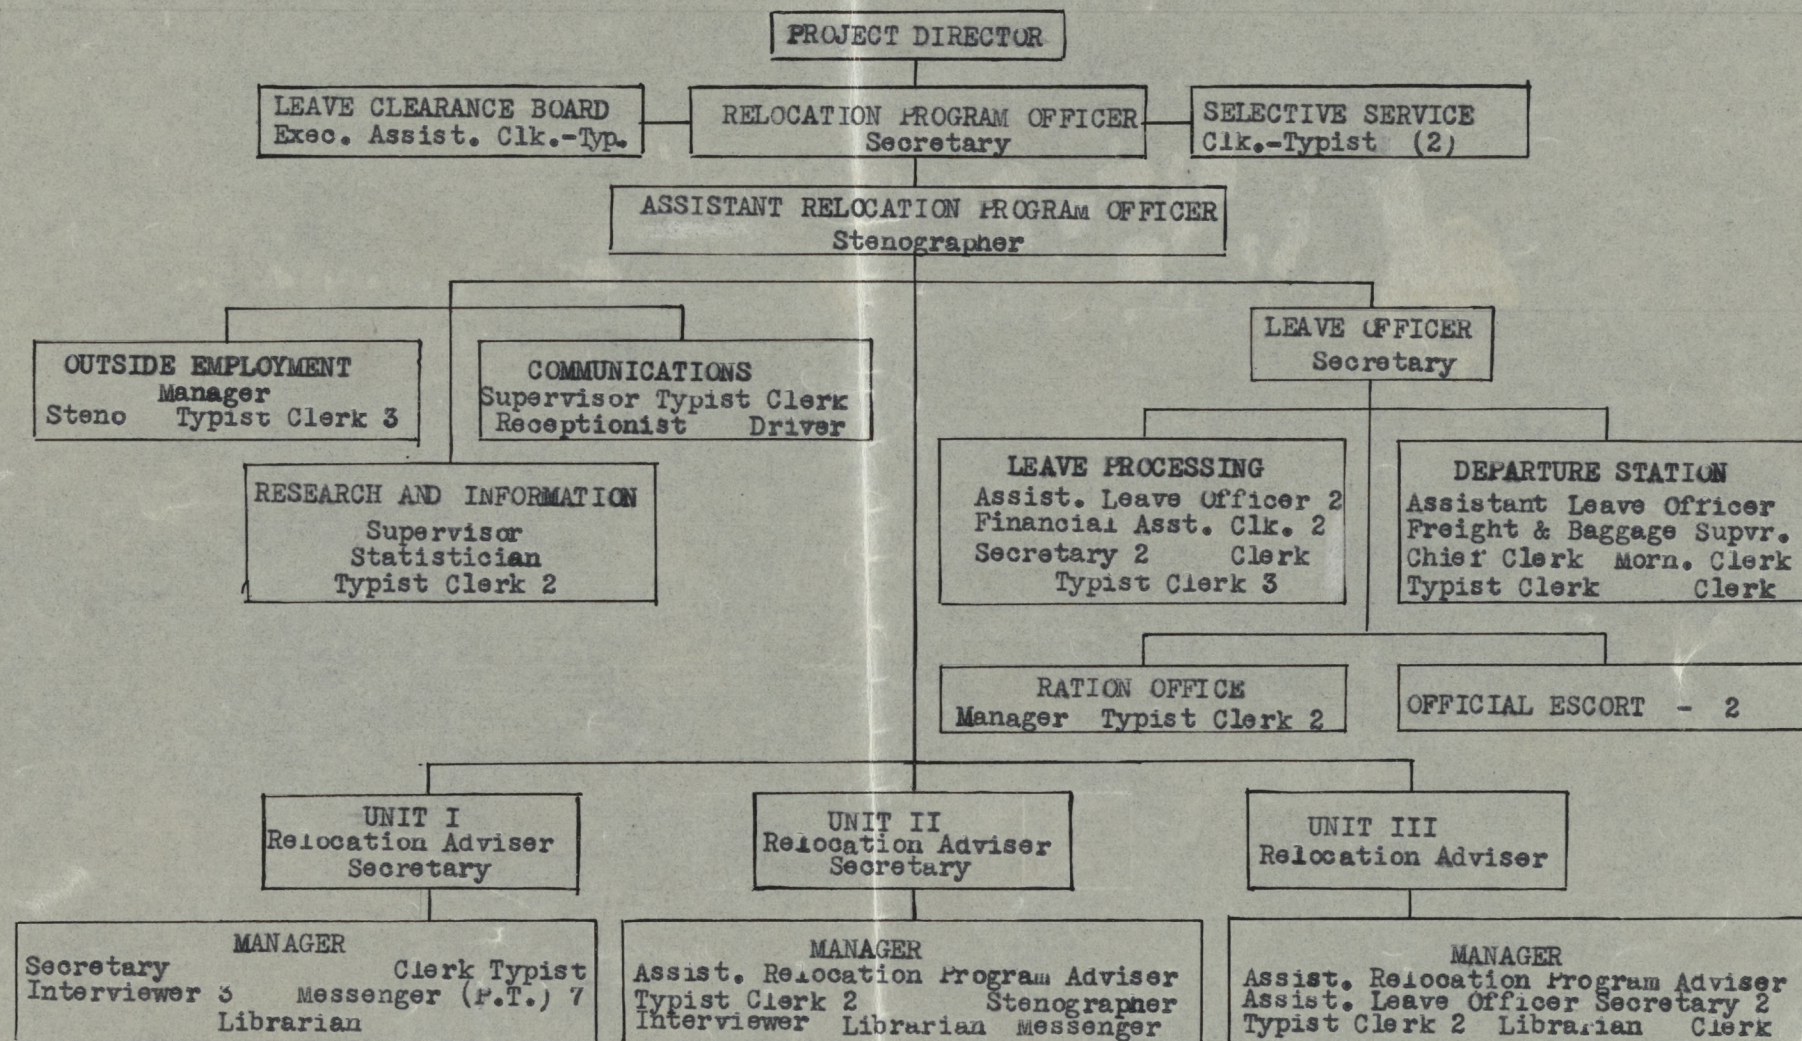 PROJECT DIRECTOR
LEAVE CLEARANCE BOARD
Exec. Assist. Clk.-Typ.
RELOCATION PROGRAM OFFICER
Secretary
SELECTIVE SERVICE
Clk.-Typist (2)
ASSISTANT RELOCATION PROGRAM OFFICER
Stenographer
OUTSIDE EMPLOYMENT
Manager
Steno Typist Clerk 3
COMMUNICATIONS
Supervisor Typist Clerk
Receptionist Driver
RESEARCH AND INFORMATION
Supervisor
Statistician
Typist Clerk 2
LEAVE OFFICER
Secretary
LEAVE PROCESSING
Assist. Leave Officer 2
Financial Asst. Clk. 2
Secretary 2 Clerk
Typist Clerk 3
DEPARTURE STATION
Assistant Leave Officer
Freight & Baggage Supvr.
Chief Clerk Morn. Clerk
Typist Clerk Clerk
RATION OFFICE
Manager Typist Clerk 2
OFFICIAL ESCORT - 2
UNIT I
Relocation Adviser
Secretary
UNIT II
Relocation Adviser
Secretary
UNIT III
Relocation Adviser
MANAGER
Secretary Clerk Typist
Interviewer 3 Messenger (P.T.) 7
Librarian
MANAGER
Assist. Relocation Program Adviser
Typist Clerk 2 Stenographer
Interviewer Librarian Messenger
MANAGER
Assist. Relocation Program Adviser
Assist. Leave Officer Secretary 2
Typist Clerk 2 Librarian Clerk